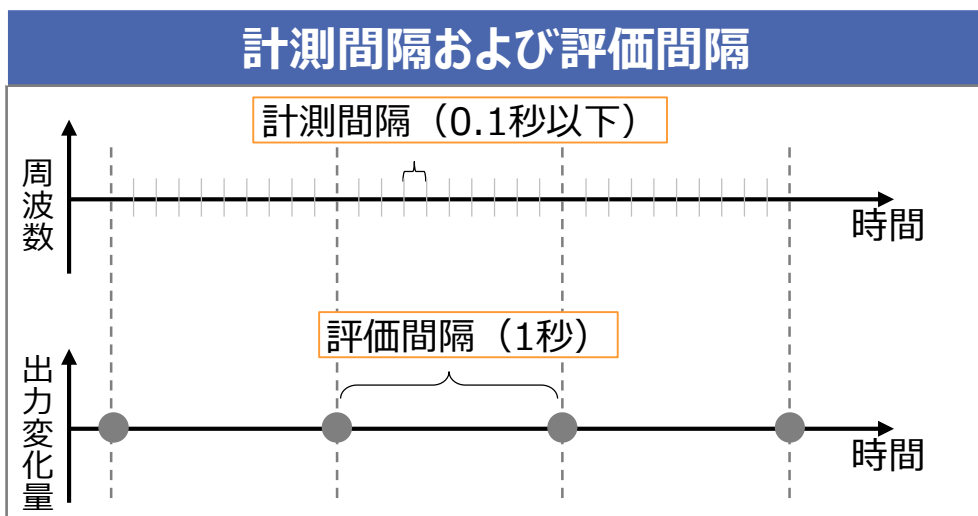 計測間隔および評価間隔
計測間隔（0.1秒以下）
周波数
時間
評価間隔（1秒）
出力変化量
時間